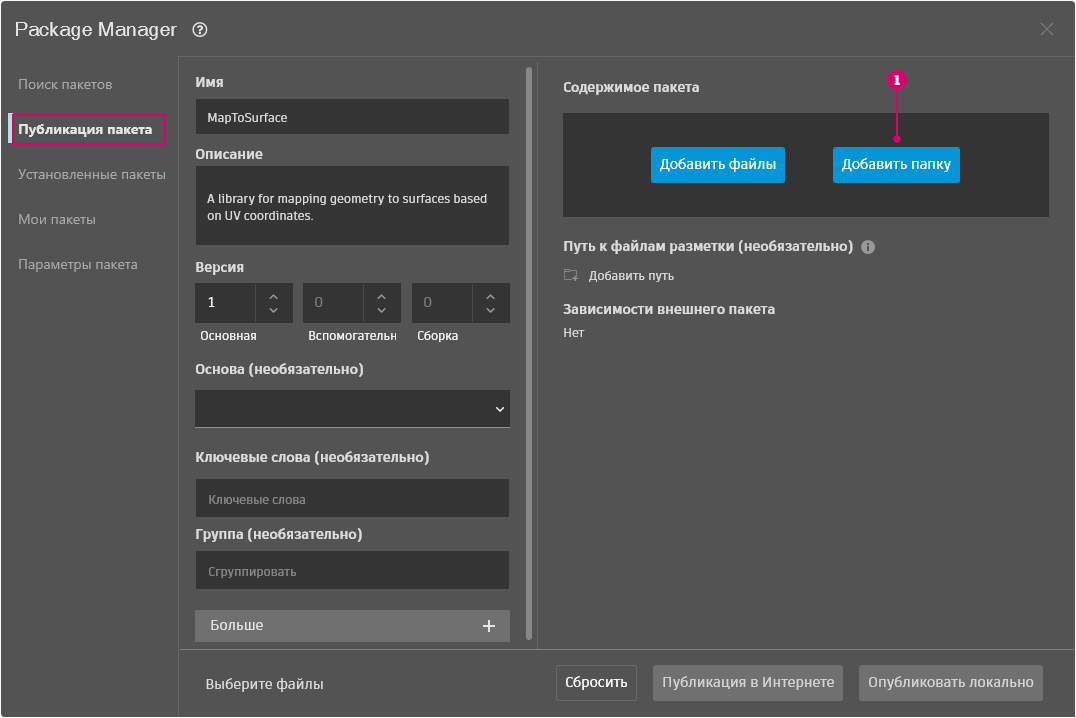 Package Manager ?
Поиск пакетов
Публикация пакета
Установленные пакеты
Мои пакеты
Параметры пакета
Имя
MapToSurface
Описание
A library for mapping geometry to surfaces based
on UV coordinates.
Версия
1 0 0
Основная Вспомогательн Сборка
Основа (необязательно)
Ключевые слова (необязательно)
Ключевые слова
Группа (необязательно)
Сгруппировать
Больше +
Содержимое пакета
1
Добавить файлы Добавить папку
Путь к файлам разметки (необязательно) i
Добавить путь
Зависимости внешнего пакета
Нет
Выберите файлы Сбросить Публикация в Интернете Опубликовать локально